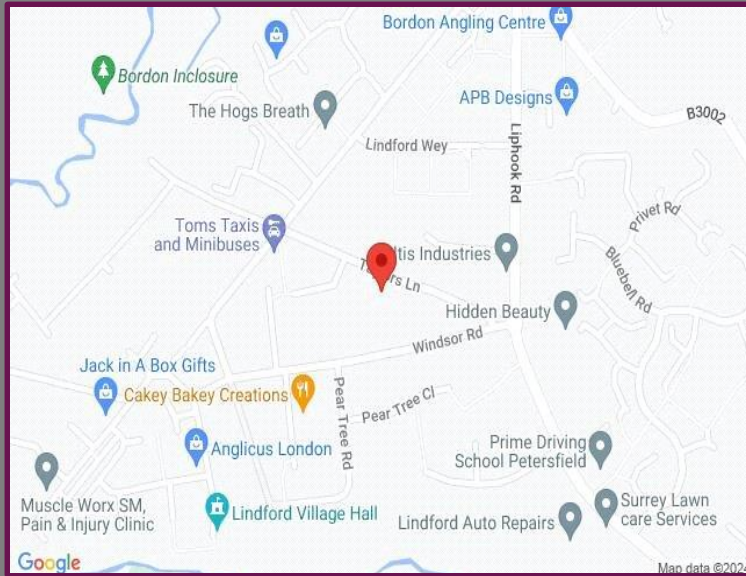 Bordon Angling Centre
Bordon Inclosure
APB Designs
The Hogs Breath
B3002
Lindford Wey
Liphook Rd
Privet Rd
Toms Taxis
and Minibuses
ltis Industries
Bluebell Rd
Ln
Hidden Beauty
Windsor Rd
Jack in A Box Gifts
Cakey Bakey Creations
Pear Tree Rd
Pear Tree Cl
Anglicus London
Prime Driving
School Petersfield
Muscle Worx SM,
Pain & Injury Clinic
Lindford Village Hall
Lindford Auto Repairs
Surrey Lawn
care Services
Google
Map data ©2024